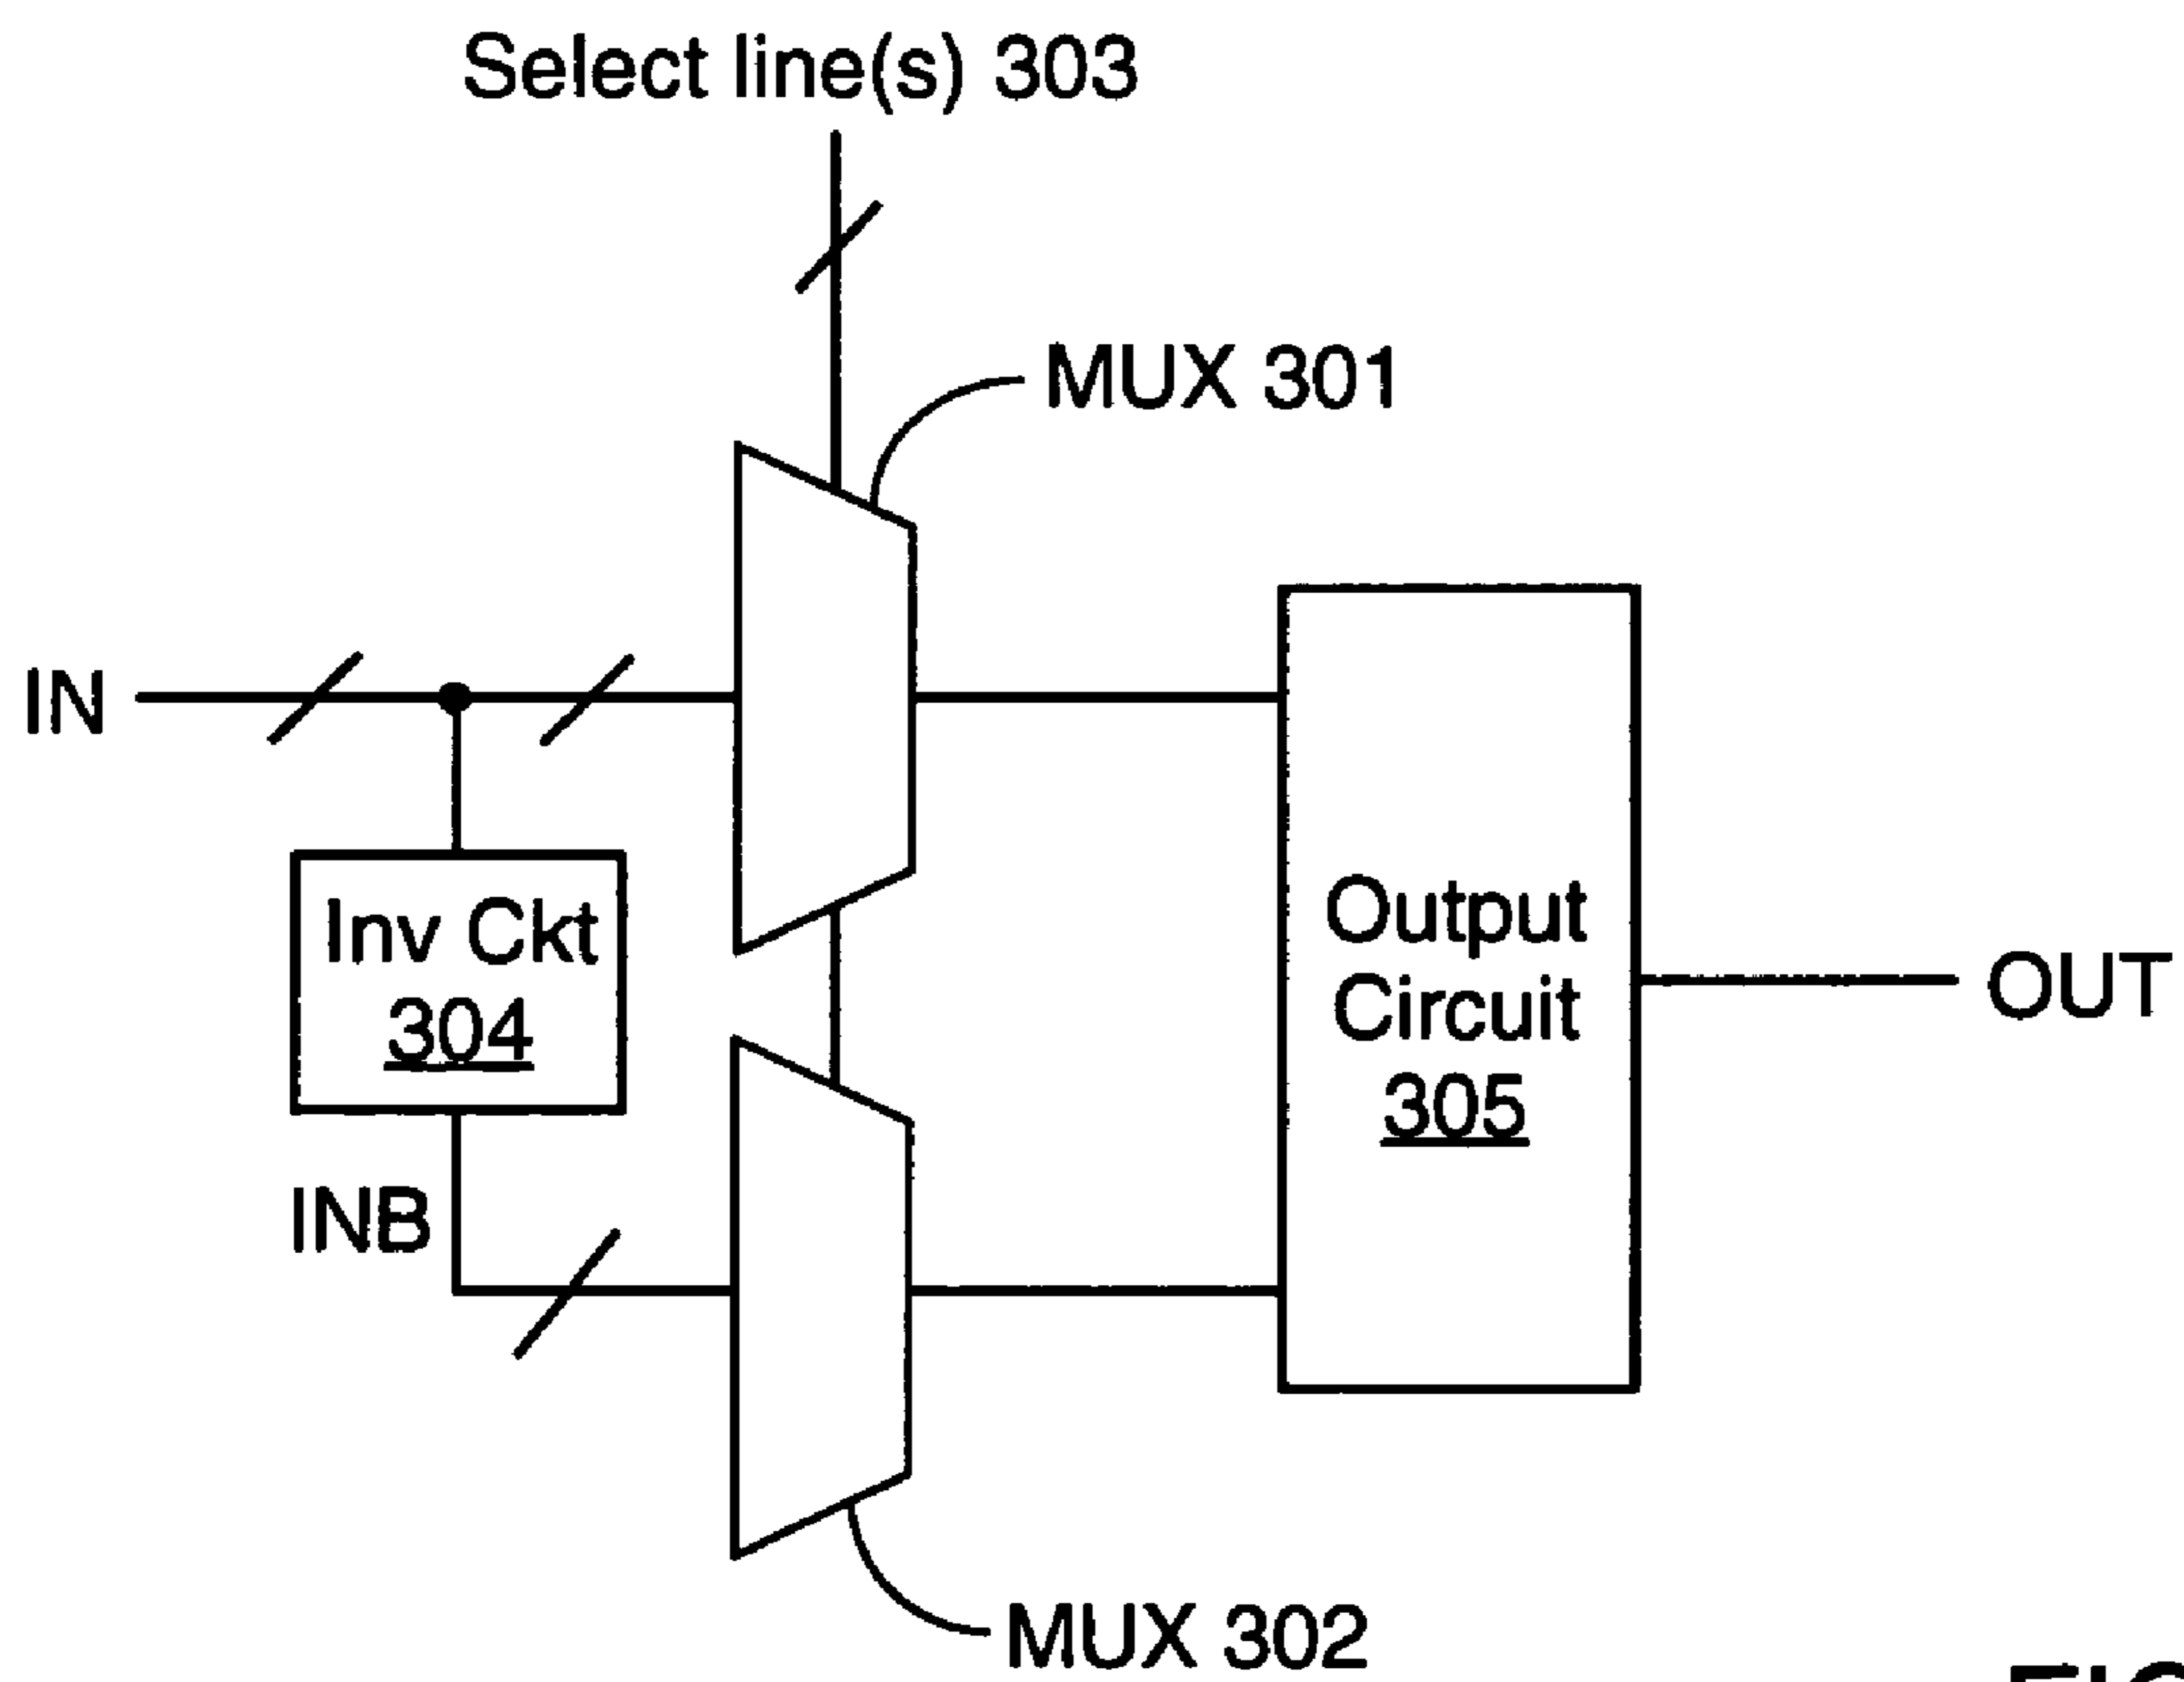 Select line(s) 303
MUX 301
IN
Inv Ckt
304
Output
Circuit
305
OUT
INB
MUX 302